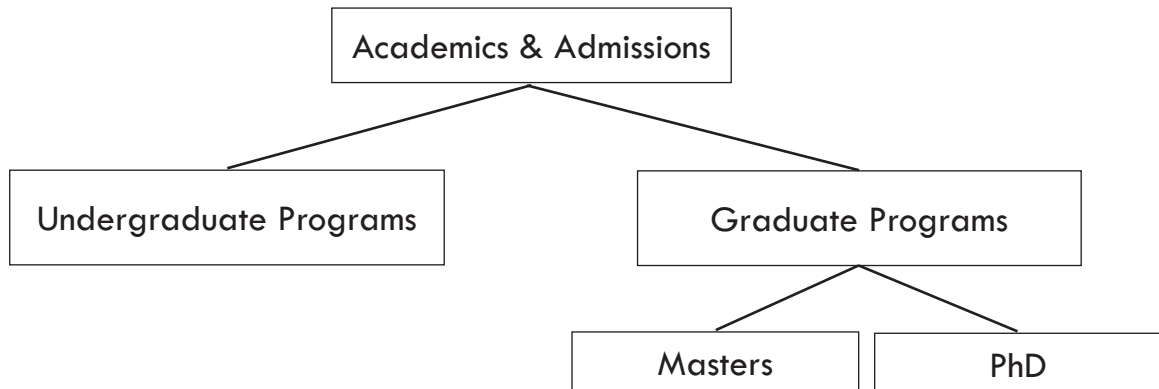 Academics & Admissions
Undergraduate Programs
Graduate Programs
Masters
PhD